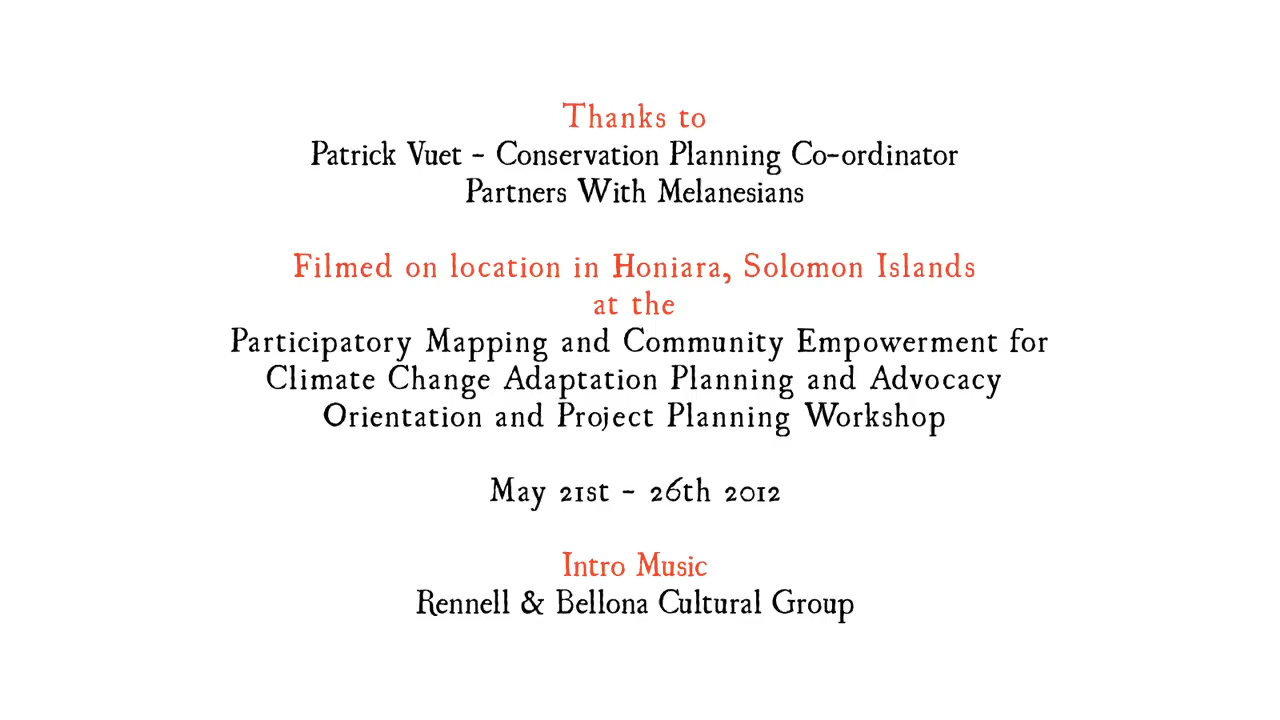 Thanks to
Patrick Vuet - Conservation Planning Co-ordinator
Partners With Melanesians
Filmed on location in Honiara, Solomon Islands
at the
Participatory Mapping and Community Empowerment for
Climate Change Adaptation Planning and Advocacy
Orientation and Project Planning Workshop
May 21st - 26th 2012
Intro Music
Rennell & Bellona Cultural Group